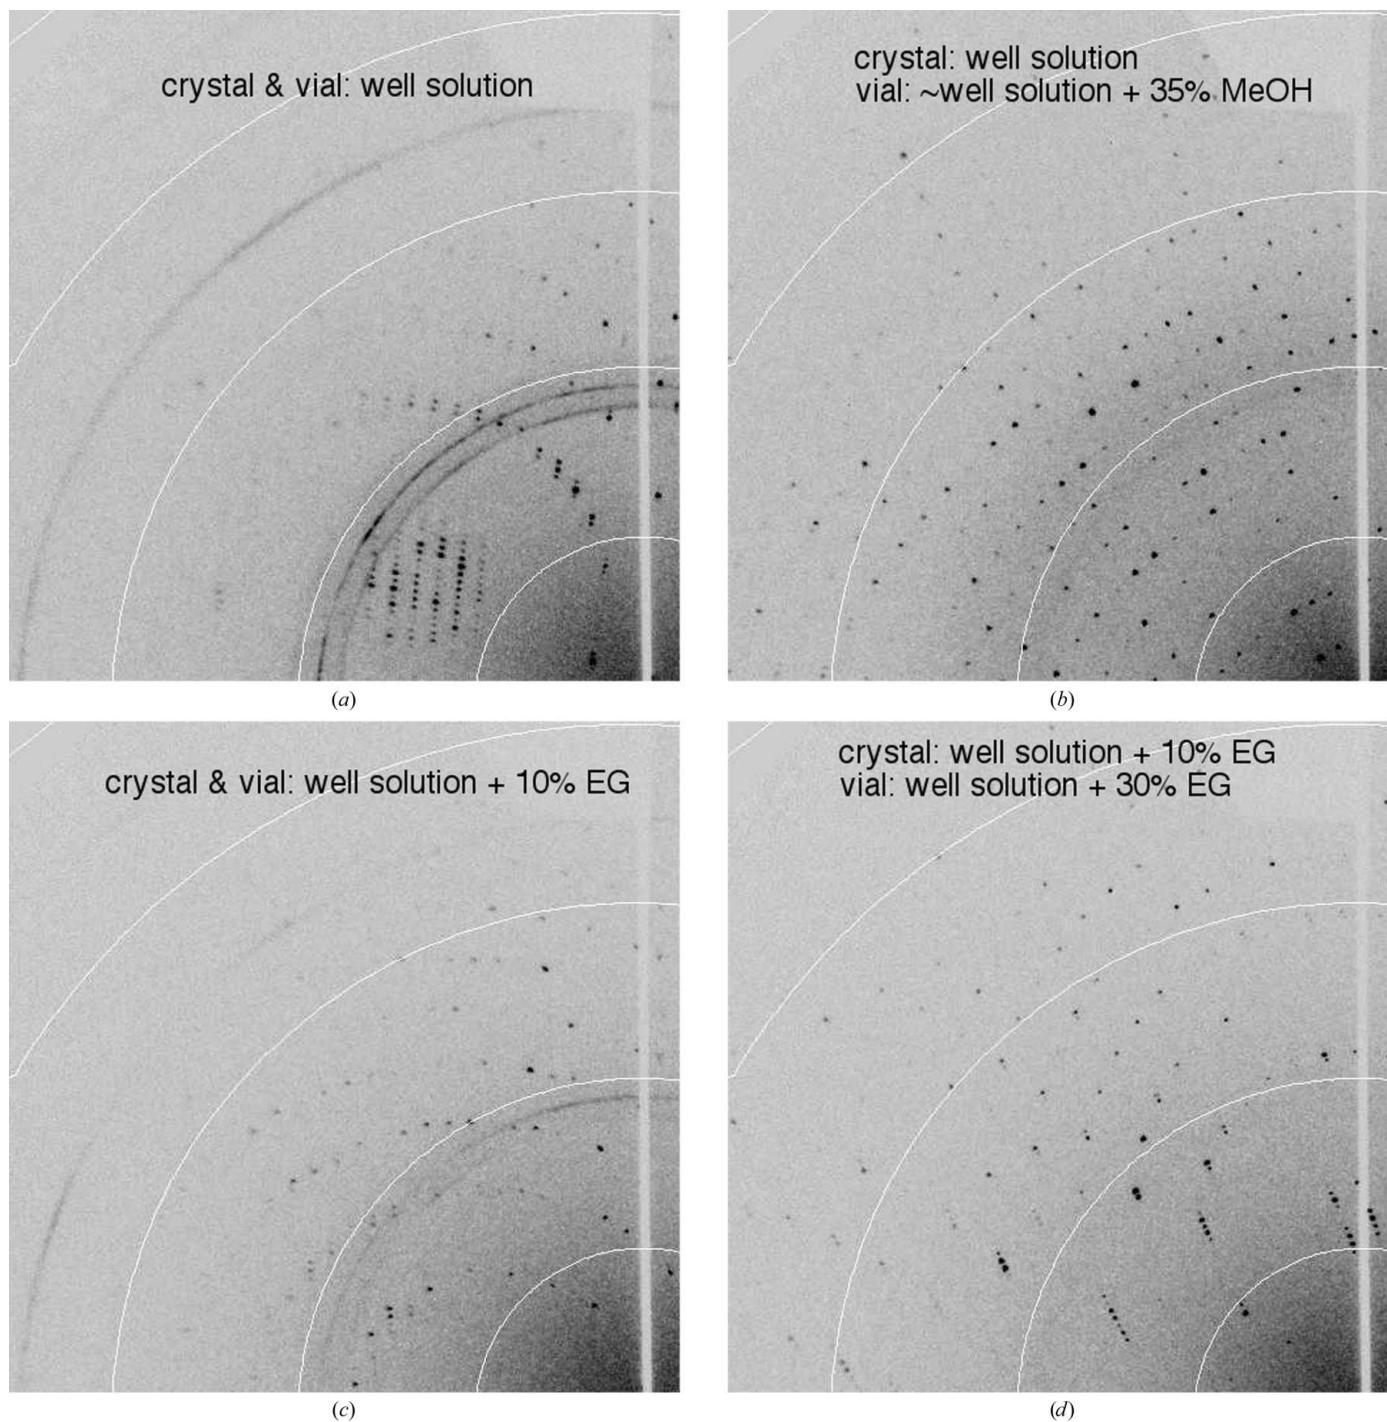 crystal & vial: well solution
(a)
crystal: well solution
vial: ~well solution + 35% MeOH
(b)
crystal & vial: well solution + 10% EG
(c)
crystal: well solution + 10% EG
vial: well solution + 30% EG
(d)